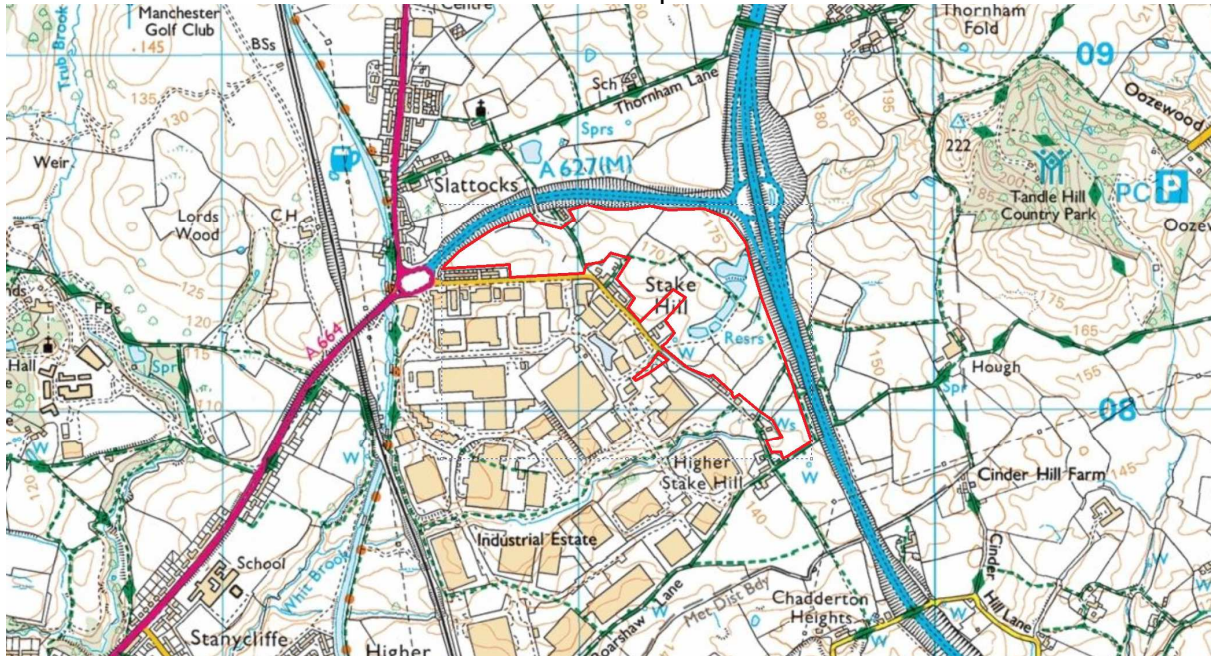 Manchester
Golf Club
Centre
Thornham
Fold
.145
BSs
09
Trub Brook
135
130
Sch
Thornham Lane
180
185
195
Oozewood
Weir
Sprs
A 627(M)
222
Slattocks
Tandle Hill
Country Park
PC
P
Lords
Wood
CH
125
170
175
Stake
Hill
175
FBs
120
A 664
115
Spr
110
Hall
W
Resrs
150
165
Hough
155
Spr
08
W
W
Ws
W
Higher
Stake Hill
140
145
Cinder Hill Farm
120
Industrial Estate
School
Whit Brook
Lane
Met Dist Bdy
Chadderton
Heights
Cinder
Hill Lane
W
W
W
W
Stanycliffe
Higher